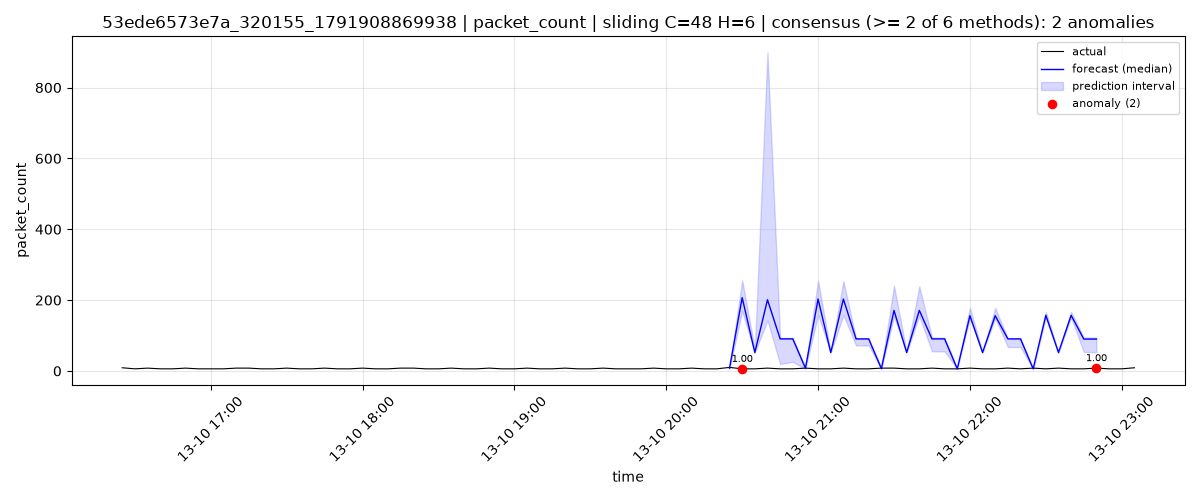 53ede6573e7a_320155_1791908869938 | packet_count | sliding C=48 H=6 | consensus (>= 2 of 6 methods): 2 anomalies
actual
forecast (median)
prediction interval
anomaly (2)
packet_count
800
600
400
200
0
1.00
1.00
13-10 17:00
13-10 18:00
13-10 19:00
13-10 20:00
13-10 21:00
13-10 22:00
13-10 23:00
time